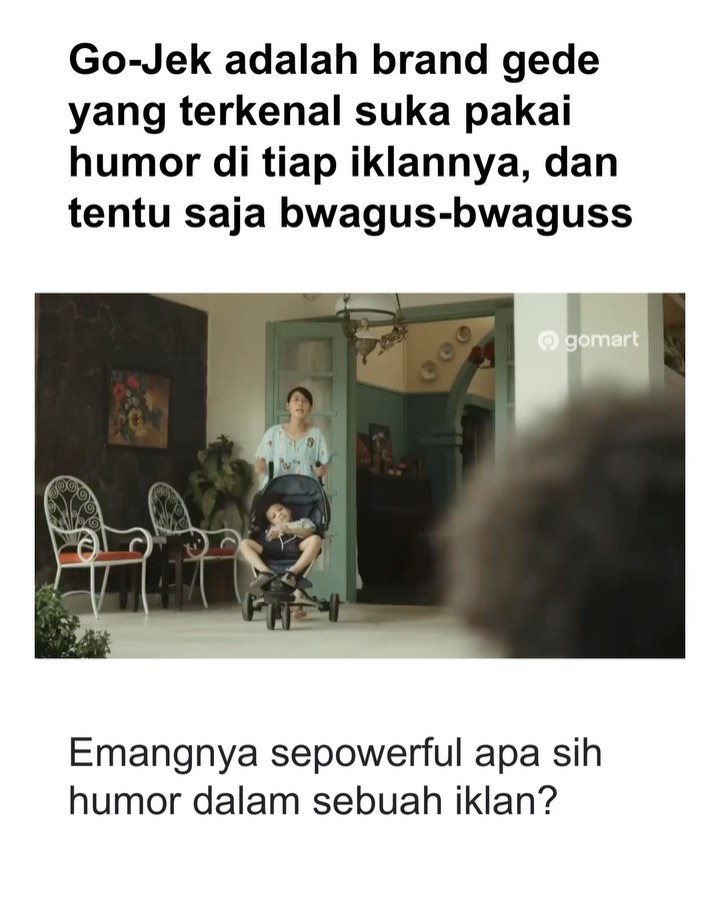 Go-Jek adalah brand gede
yang terkenal suka pakai
humor di tiap iklannya, dan
tentu saja bwagus-bwaguss
gomart
Emangnya sepowerful apa sih
humor dalam sebuah iklan?